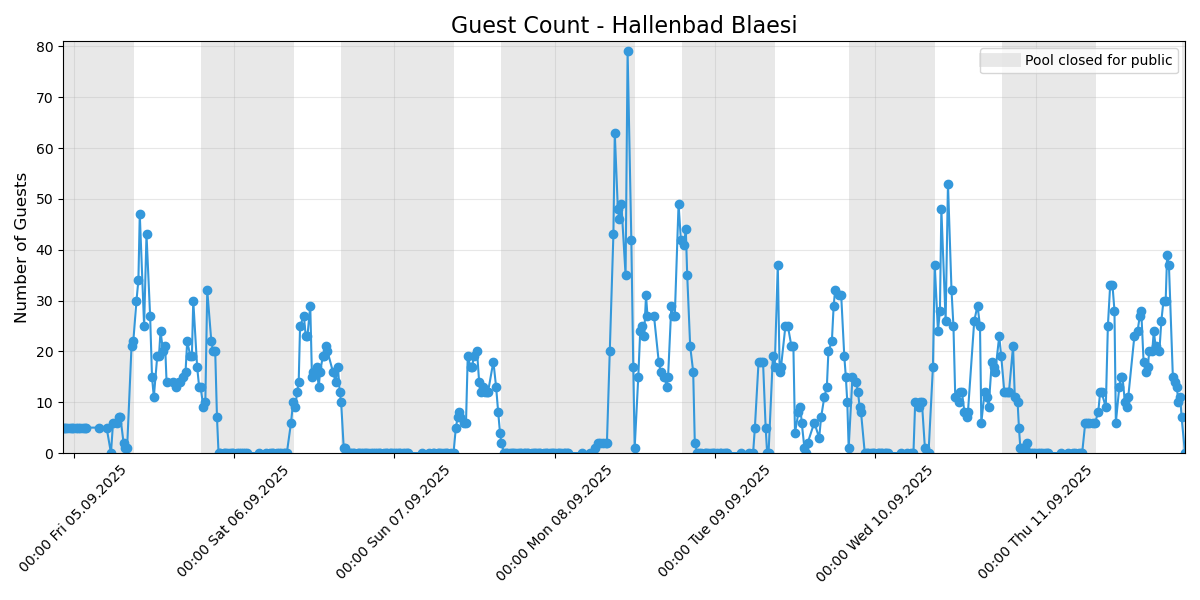 Guest Count - Hallenbad Blaesi
Number of Guests
80
70
60
50
40
30
20
10
0
Pool closed for public
00:00 Fri 05.09.2025
00:00 Sat 06.09.2025
00:00 Sun 07.09.2025
00:00 Mon 08.09.2025
00:00 Tue 09.09.2025
00:00 Wed 10.09.2025
00:00 Thu 11.09.2025